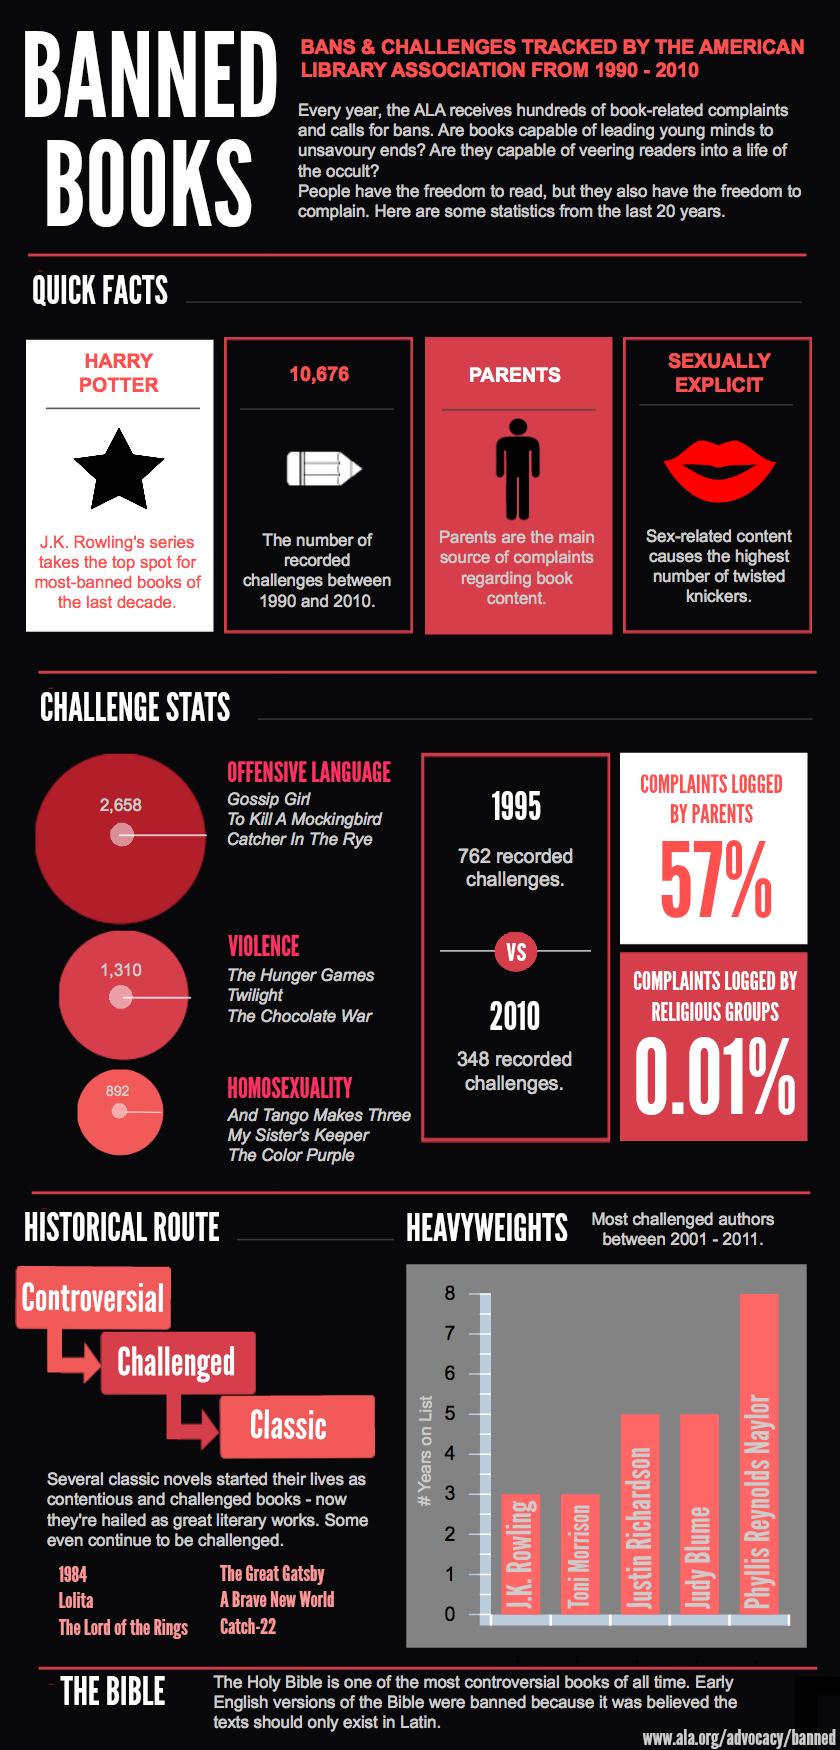 BANNED
BOOKS
BANS & CHALLENGES TRACKED BY THE AMERICAN
LIBRARY ASSOCIATION FROM 1990 - 2010
Every year, the ALA receives hundreds of book-related complaints
and calls for bans. Are books capable of leading young minds to
unsavoury ends? Are they capable of veering readers into a life of
the occult?
People have the freedom to read, but they also have the freedom to
complain. Here are some statistics from the last 20 years.
QUICK FACTS
HARRY
POTTER
J.K. Rowling's series
takes the top spot for
most-banned books of
the last decade.
10,676
The number of
recorded
challenges between
1990 and 2010.
PARENTS
Parents are the main
source of complaints
regarding book
content.
SEXUALLY
EXPLICIT
Sex-related content
causes the highest
number of twisted
knickers.
CHALLENGE STATS
2,658
OFFENSIVE LANGUAGE
Gossip Girl
To Kill A Mockingbird
Catcher In The Rye
1,310
VIOLENCE
The Hunger Games
Twilight
The Chocolate War
892
HOMOSEXUALITY
And Tango Makes Three
My Sister's Keeper
The Color Purple
1995
762 recorded
challenges.
VS
2010
348 recorded
challenges.
COMPLAINTS LOGGED
BY PARENTS
57%
COMPLAINTS LOGGED BY
RELIGIOUS GROUPS
0.01%
HISTORICAL ROUTE
Controversial
Challenged
Classic
Several classic novels started their lives as
contentious and challenged books - now
they're hailed as great literary works. Some
even continue to be challenged.
1984
Lolita
The Lord of the Rings
The Great Gatsby
A Brave New World
Catch-22
HEAVYWEIGHTS
Most challenged authors
between 2001 - 2011.
# Years on List
8
7
6
5
4
3
2
1
0
J.K. Rowling
Toni Morrison
Justin Richardson
Judy Blume
Phyllis Reynolds Naylor
THE BIBLE
The Holy Bible is one of the most controversial books of all time. Early
English versions of the Bible were banned because it was believed the
texts should only exist in Latin.
www.ala.org/advocacy/banned